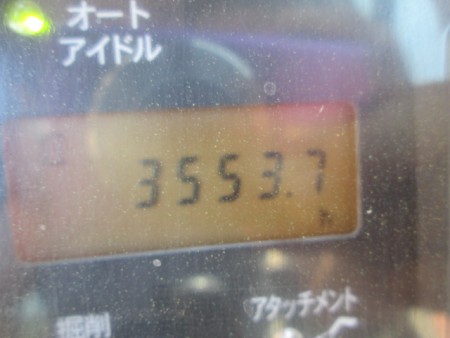 オート
アイドル
3553.7
アタッチメント
掘削